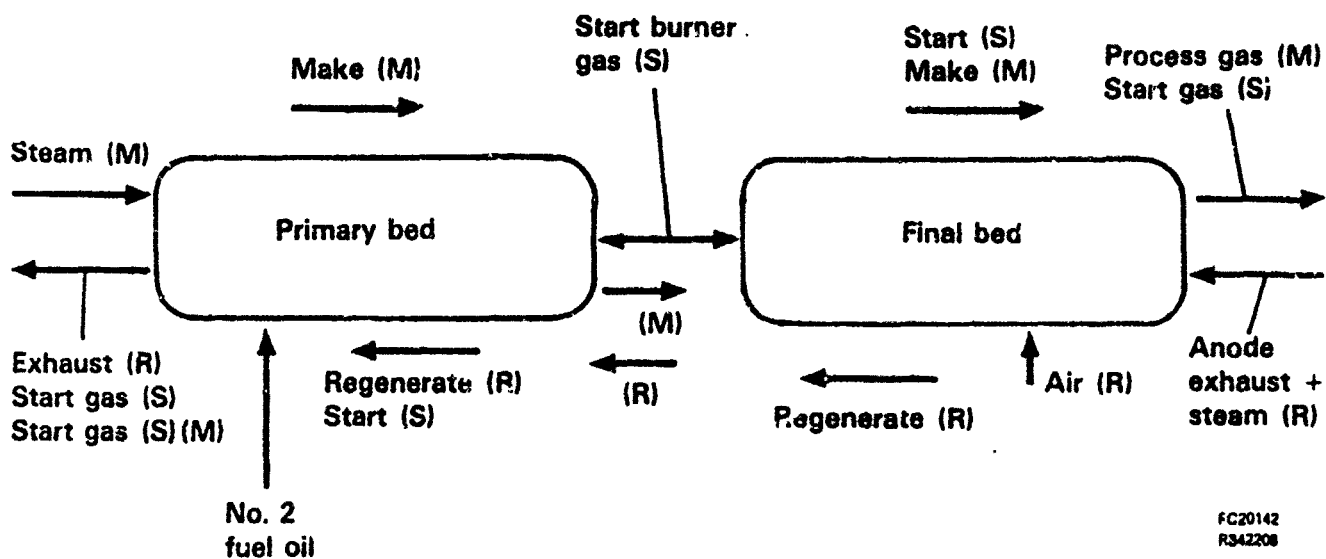 Start burner
gas (S)
Make (M)
Start (S)
Make (M)
Process gas (M)
Start gas (S)
Steam (M)
Primary bed
Final bed
(M)
Exhaust (R)
Start gas (S)
Start gas (S)(M)
Regenerate (R)
Start (S)
(R)
Regenerate (R)
Air (R)
Anode
exhaust +
steam (R)
No. 2
fuel oil
FC20142
R342208